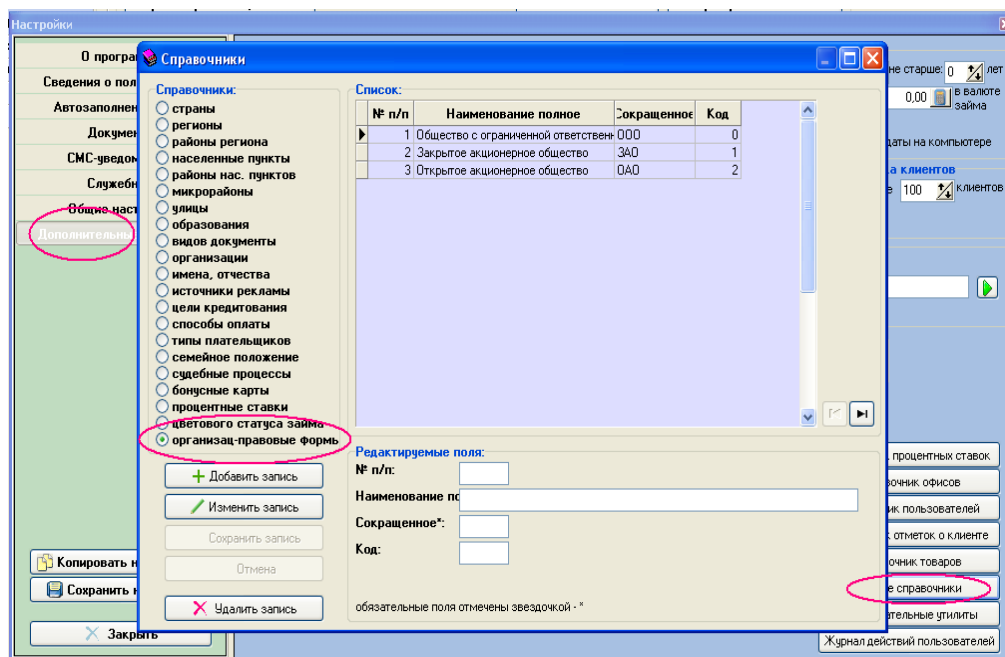 Настройки
О програ
Сведения о пол
Автозаполнен
Докумен
СМС-уведом
Служебн
Общие наст
Дополнительны
Копировать н
Сохранить н
Закрыть
Справочники
Справочники:
страны
регионы
районы региона
населенные пункты
районы нас. пунктов
микрорайоны
улицы
образования
видов документы
организации
имена, отчества
источники рекламы
цели кредитования
способы оплаты
типы плательщиков
семейное положение
судебные процессы
бонусные карты
процентные ставки
цветового статуса займа
организац-правовые формы
Добавить запись
Изменить запись
Сохранить запись
Отмена
Удалить запись
Список:
№ п/п Наименование полное Сокращенное Код
1 Общество с ограниченной ответственн ООО 0
2 Закрытое акционерное общество ЗАО 1
3 Открытое акционерное общество ОАО 2
Редактируемые поля:
№ п/п:
Наименование по
Сокращенное*:
Код:
обязательные поля отмечены звездочкой - *
не старше: 0 лет
0,00 в валюте
займа
даты на компьютере
а клиентов
е 100 клиентов
процентных ставок
вочник офисов
ик пользователей
к отметок о клиенте
очник товаров
е справочники
ательные утилиты
Журнал действий пользователей